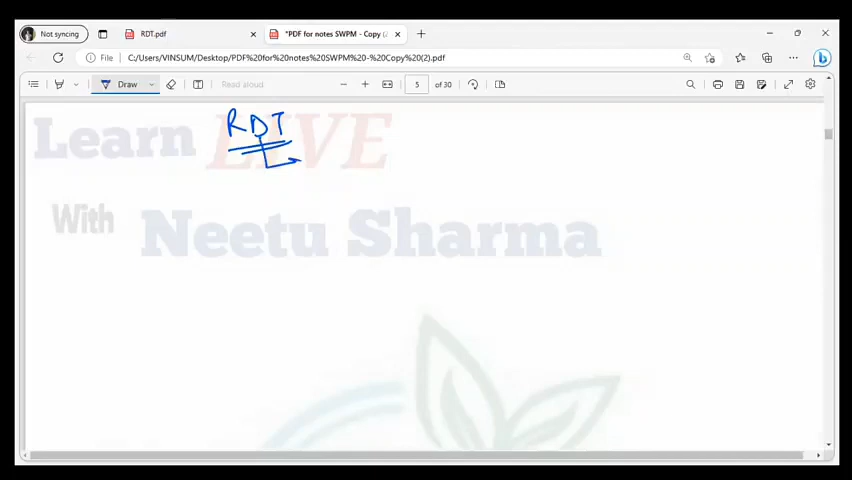 Not syncing
RDT.pdf
"PDF for notes SWPM - Copy (
File
C:/Users/VINSUM/Desktop/PDF%20for%20notes%20SWPM%20-%20Copy%20(2).pdf
Draw
Read aloud
5
of 30
RDT
Learn LIVE
With Neetu Sharma